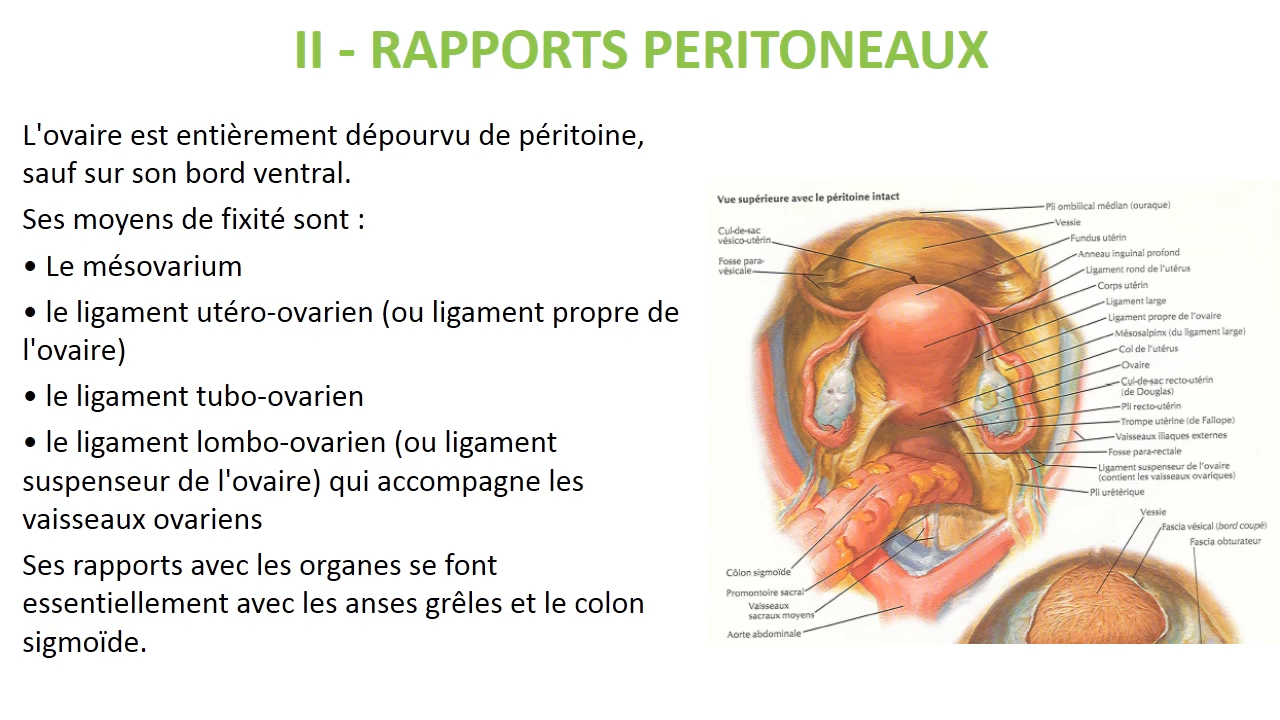 II - RAPPORTS PERITONEAUX
L'ovaire est entièrement dépourvu de péritoine,
sauf sur son bord ventral.
Ses moyens de fixité sont :
• Le mésovarium
• le ligament utéro-ovarien (ou ligament propre de
l'ovaire)
• le ligament tubo-ovarien
• le ligament lombo-ovarien (ou ligament
suspenseur de l'ovaire) qui accompagne les
vaisseaux ovariens
Ses rapports avec les organes se font
essentiellement avec les anses grêles et le colon
sigmoïde.
Vue supérieure avec le péritoine intact
Cul-de-sac
vésico-utérin
Fosse para-
vésicale
Pli ombilical médian (ouraque)
Vessie
Fundus utérin
Anneau inguinal profond
Ligament rond de l'utérus
Corps utérin
Ligament large
Ligament propre de l'ovaire
Mésosalpinx (du ligament large)
Col de l'utérus
Ovaire
Cul-de-sac recto-utérin
(de Douglas)
Pli recto-utérin
Trompe utérine (de Fallope)
Vaisseaux iliaques externes
Fosse para-rectale
Ligament suspenseur de l'ovaire
(contient les vaisseaux ovariques)
Pli urétérique
Côlon sigmoïde
Promontoire sacral
Vaisseaux
sacraux moyens
Aorte abdominale
Vessie
Fascia vésical (bord coupé)
Fascia obturateur